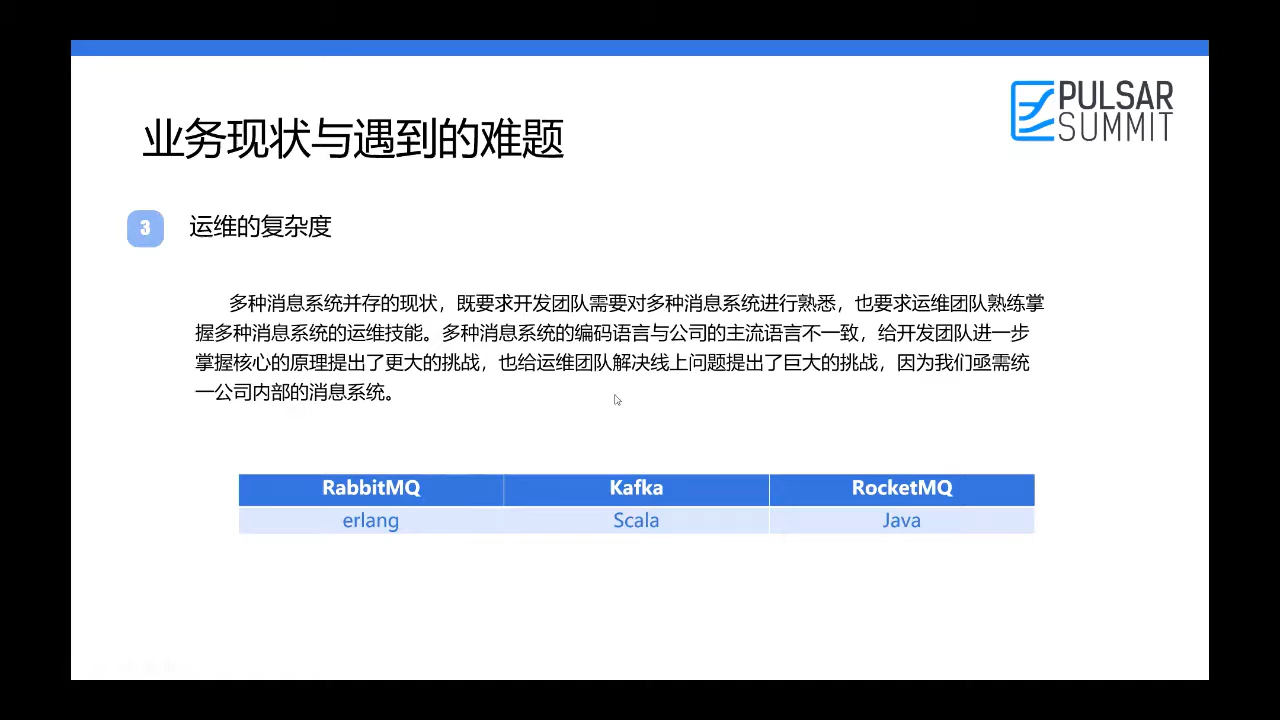 PULSAR
SUMMIT
业务现状与遇到的难题
3 运维的复杂度
多种消息系统并存的现状，既要求开发团队需要对多种消息系统进行熟悉，也要求运维团队熟练掌
握多种消息系统的运维技能。多种消息系统的编码语言与公司的主流语言不一致，给开发团队进一步
掌握核心的原理提出了更大的挑战，也给运维团队解决线上问题提出了巨大的挑战，因为我们亟需统
一公司内部的消息系统。
RabbitMQ Kafka RocketMQ
erlang Scala Java